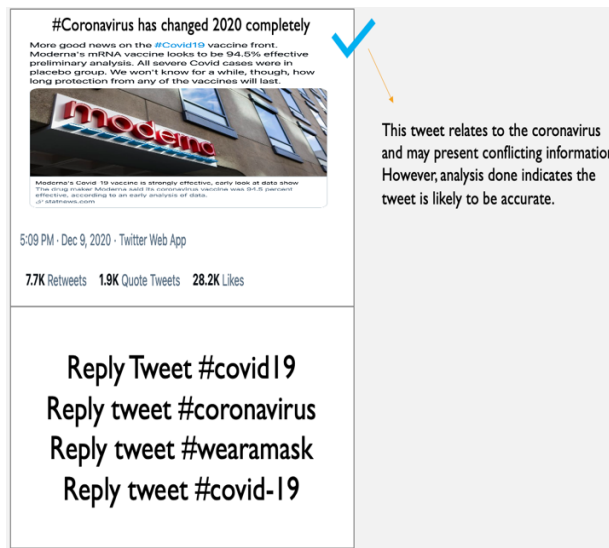 #Coronavirus has changed 2020 completely
More good news on the #Covid19 vaccine front.
Moderna's mRNA vaccine looks to be 94.5% effective
preliminary analysis. All severe Covid cases were in
placebo group. We won't know for a while, though, how
long protection from any of the vaccines will last.
moderna
Moderna's Covid-19 vaccine is strongly effective, early look at data show
The drug maker Moderna said its coronavirus vaccine was 94.5 percent
effective, according to an early analysis of data.
statnews.com
5:09 PM · Dec 9, 2020 · Twitter Web App
7.7K Retweets 1.9K Quote Tweets 28.2K Likes
This tweet relates to the coronavirus
and may present conflicting information
However, analysis done indicates the
tweet is likely to be accurate.
Reply Tweet #covid19
Reply tweet #coronavirus
Reply tweet #wearamask
Reply tweet #covid-19